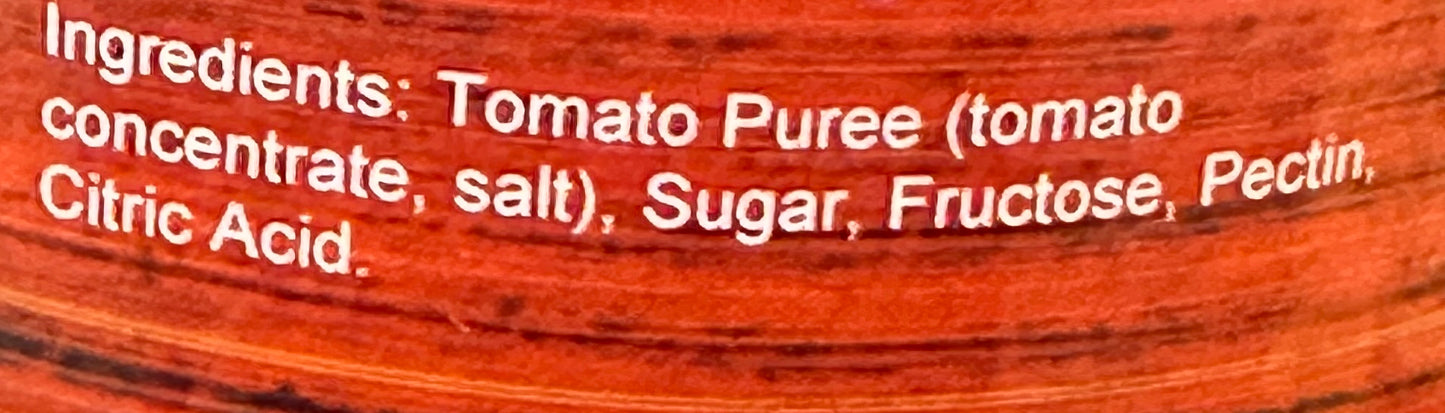 Ingredients: Tomato Puree (tomato
concentrate, salt), Sugar, Fructose, Pectin,
Citric Acid.